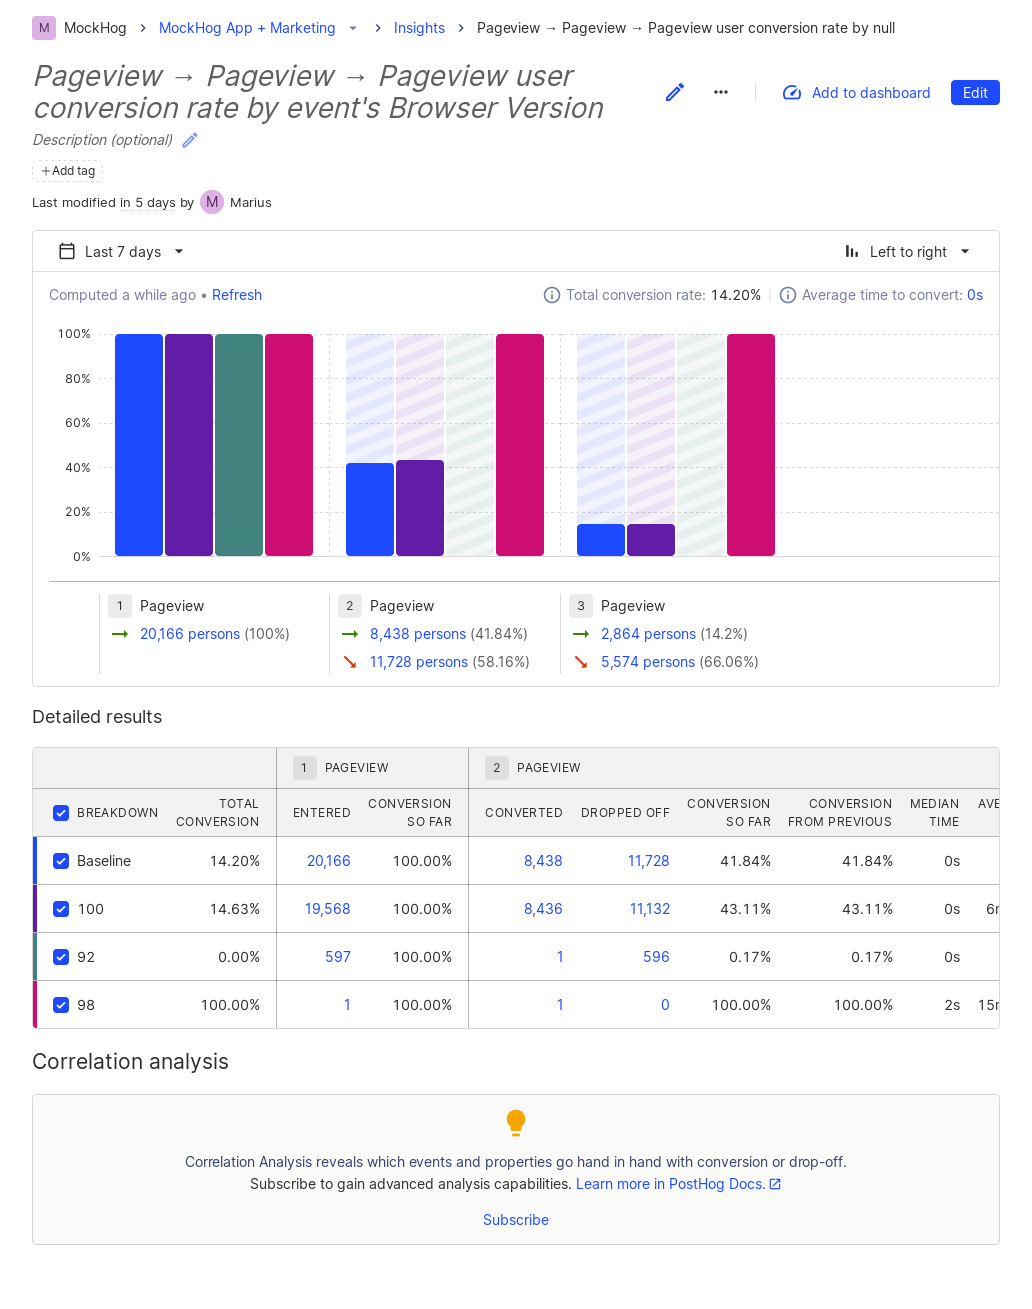 M MockHog MockHog App + Marketing Insights Pageview → Pageview → Pageview user conversion rate by null
Pageview → Pageview → Pageview user
conversion rate by event's Browser Version
Add to dashboard Edit
Description (optional)
Add tag
Last modified in 5 days by M Marius
Last 7 days Left to right
Computed a while ago • Refresh Total conversion rate: 14.20% Average time to convert: 0s
100%
80%
60%
40%
20%
0%
1 Pageview 2 Pageview 3 Pageview
20,166 persons (100%) 8,438 persons (41.84%) 2,864 persons (14.2%)
11,728 persons (58.16%) 5,574 persons (66.06%)
Detailed results
1 PAGEVIEW 2 PAGEVIEW
BREAKDOWN TOTAL CONVERSION ENTERED CONVERSION SO FAR CONVERTED DROPPED OFF CONVERSION SO FAR CONVERSION FROM PREVIOUS MEDIAN TIME
Baseline 14.20% 20,166 100.00% 8,438 11,728 41.84% 41.84% 0s
100 14.63% 19,568 100.00% 8,436 11,132 43.11% 43.11% 0s
92 0.00% 597 100.00% 1 596 0.17% 0.17% 0s
98 100.00% 1 100.00% 1 0 100.00% 100.00% 2s
Correlation analysis
Correlation Analysis reveals which events and properties go hand in hand with conversion or drop-off.
Subscribe to gain advanced analysis capabilities. Learn more in PostHog Docs.
Subscribe